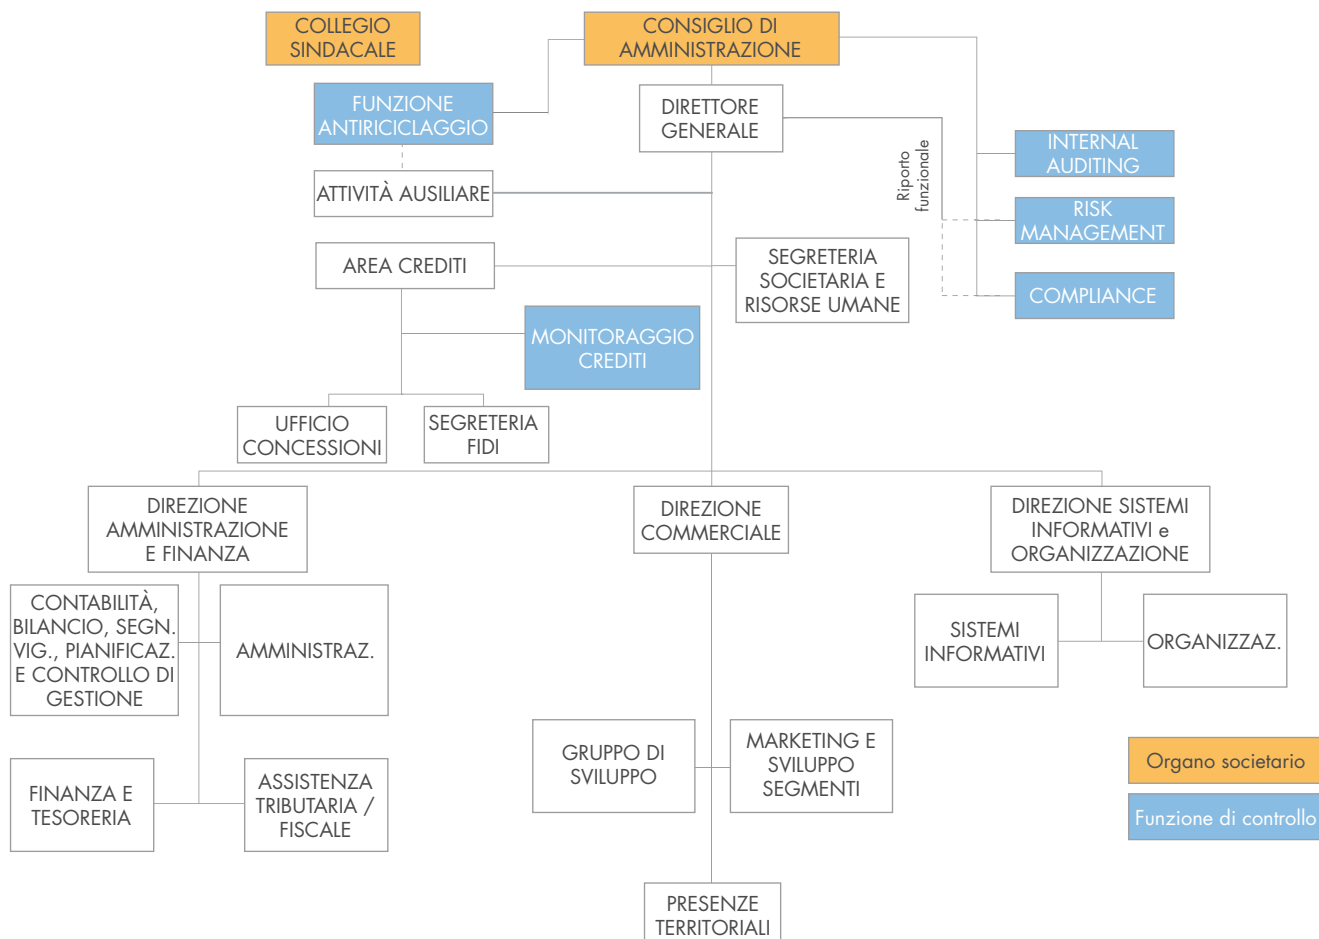 COLLEGIO
SINDACALE
CONSIGLIO DI
AMMINISTRAZIONE
FUNZIONE
ANTIRICICLAGGIO
DIRETTORE
GENERALE
Riporto
funzionale
INTERNAL
AUDITING
ATTIVITÀ AUSILIARE
RISK
MANAGEMENT
AREA CREDITI
SEGRETERIA
SOCIETARIA E
RISORSE UMANE
COMPLIANCE
MONITORAGGIO
CREDITI
UFFICIO
CONCESSIONI
SEGRETERIA
FIDI
DIREZIONE
AMMINISTRAZIONE
E FINANZA
DIREZIONE
COMMERCIALE
DIREZIONE SISTEMI
INFORMATIVI e
ORGANIZZAZIONE
CONTABILITÀ,
BILANCIO, SEGN.
VIG., PIANIFICAZ.
E CONTROLLO DI
GESTIONE
AMMINISTRAZ.
SISTEMI
INFORMATIVI
ORGANIZZAZ.
GRUPPO DI
SVILUPPO
MARKETING E
SVILUPPO
SEGMENTI
FINANZA E
TESORERIA
ASSISTENZA
TRIBUTARIA /
FISCALE
Organo societario
Funzione di controllo
PRESENZE
TERRITORIALI